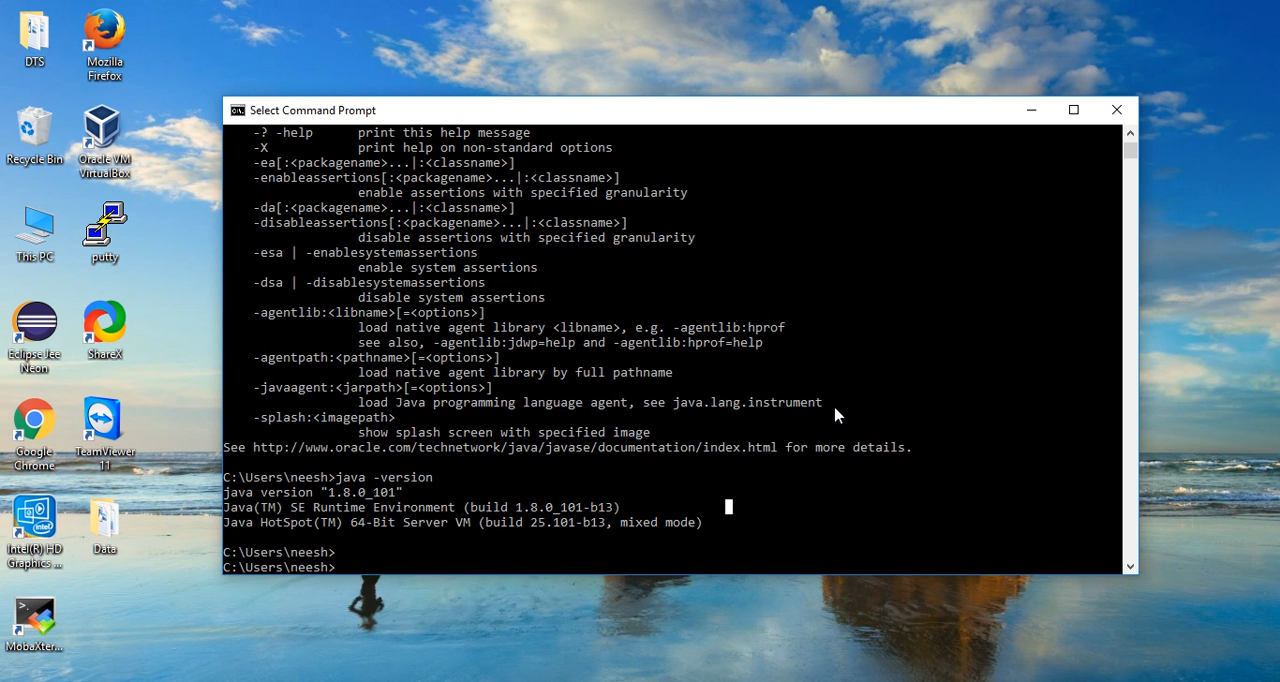 DTS
Mozilla
Firefox
Recycle Bin
Oracle VM
VirtualBox
This PC
putty
Eclipse Jee
Neon
ShareX
Google
Chrome
TeamViewer
11
Intel(R) HD
Graphics ...
Data
MobaXter...
Select Command Prompt
-? -help      print this help message
-X            print help on non-standard options
-ea[:<packagename>...|:<classname>]
-enableassertions[:<packagename>...|:<classname>]
enable assertions with specified granularity
-da[:<packagename>...|:<classname>]
-disableassertions[:<packagename>...|:<classname>]
disable assertions with specified granularity
-esa | -enablesystemassertions
enable system assertions
-dsa | -disablesystemassertions
disable system assertions
-agentlib:<libname>[=<options>]
load native agent library <libname>, e.g. -agentlib:hprof
see also, -agentlib:jdwp=help and -agentlib:hprof=help
-agentpath:<pathname>[=<options>]
load native agent library by full pathname
-javaagent:<jarpath>[=<options>]
load Java programming language agent, see java.lang.instrument
-splash:<imagepath>
show splash screen with specified image
See http://www.oracle.com/technetwork/java/javase/documentation/index.html for more details.
C:\Users\neesh>java -version
java version "1.8.0_101"
Java(TM) SE Runtime Environment (build 1.8.0_101-b13)
Java HotSpot(TM) 64-Bit Server VM (build 25.101-b13, mixed mode)
C:\Users\neesh>
C:\Users\neesh>